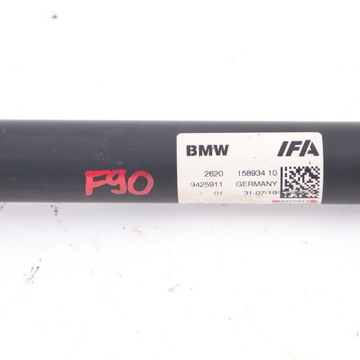 BMW IFA
2620 158934 10
9425911 GERMANY
01 31-07-19
F90